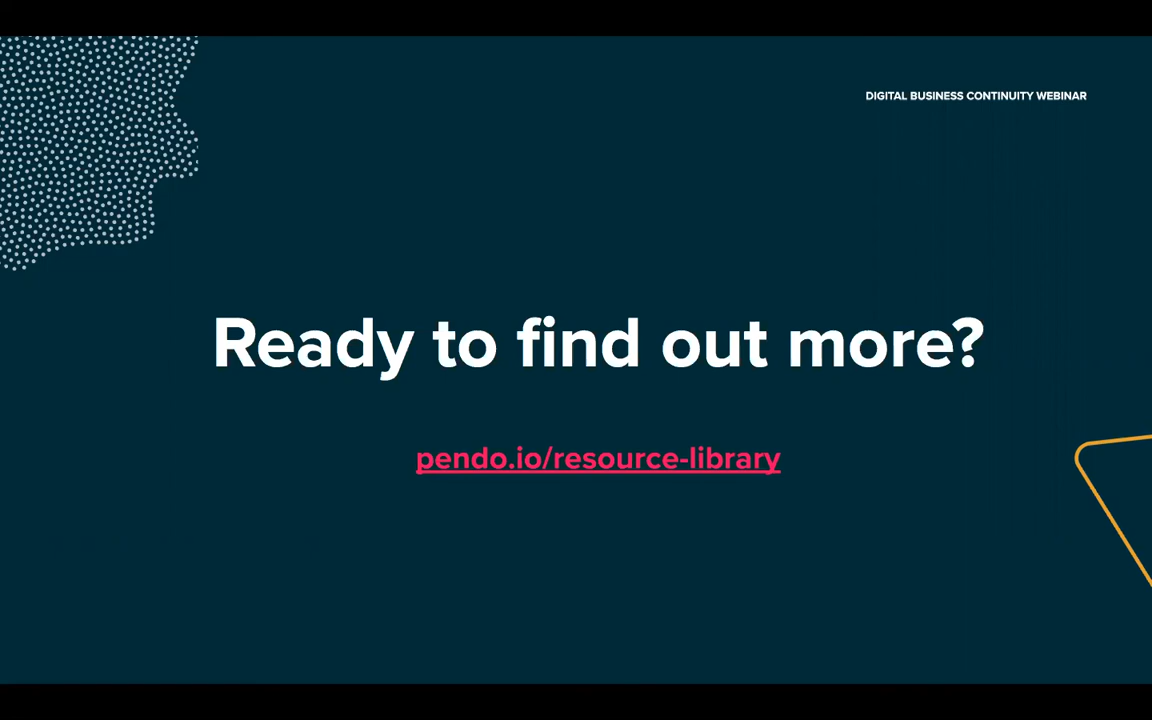 DIGITAL BUSINESS CONTINUITY WEBINAR
Ready to find out more?
pendo.io/resource-library